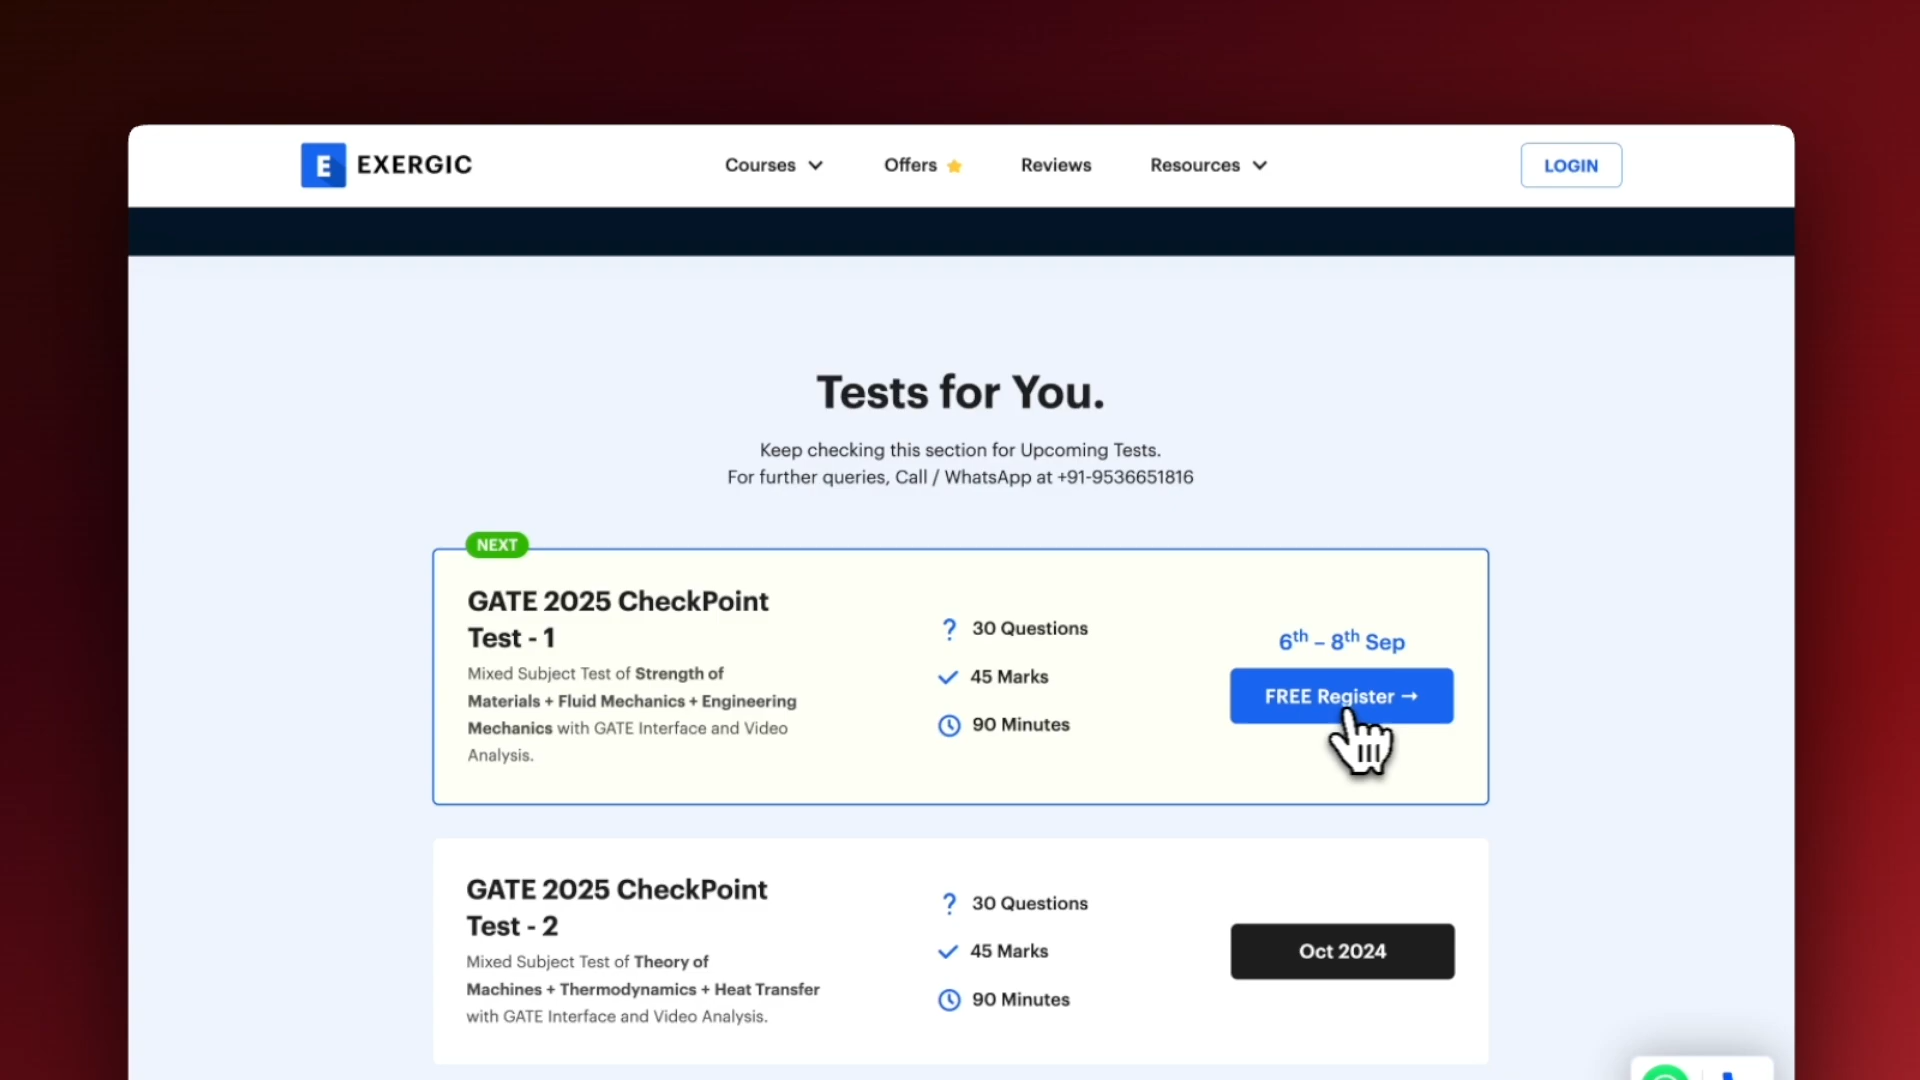 E EXERGIC
Courses
Offers
Reviews
Resources
LOGIN
Tests for You.
Keep checking this section for Upcoming Tests.
For further queries, Call / WhatsApp at +91-9536651816
NEXT
GATE 2025 CheckPoint
Test - 1
Mixed Subject Test of Strength of
Materials + Fluid Mechanics + Engineering
Mechanics with GATE Interface and Video
Analysis.
? 30 Questions
45 Marks
90 Minutes
6th – 8th Sep
FREE Register →
GATE 2025 CheckPoint
Test - 2
Mixed Subject Test of Theory of
Machines + Thermodynamics + Heat Transfer
with GATE Interface and Video Analysis.
? 30 Questions
45 Marks
90 Minutes
Oct 2024